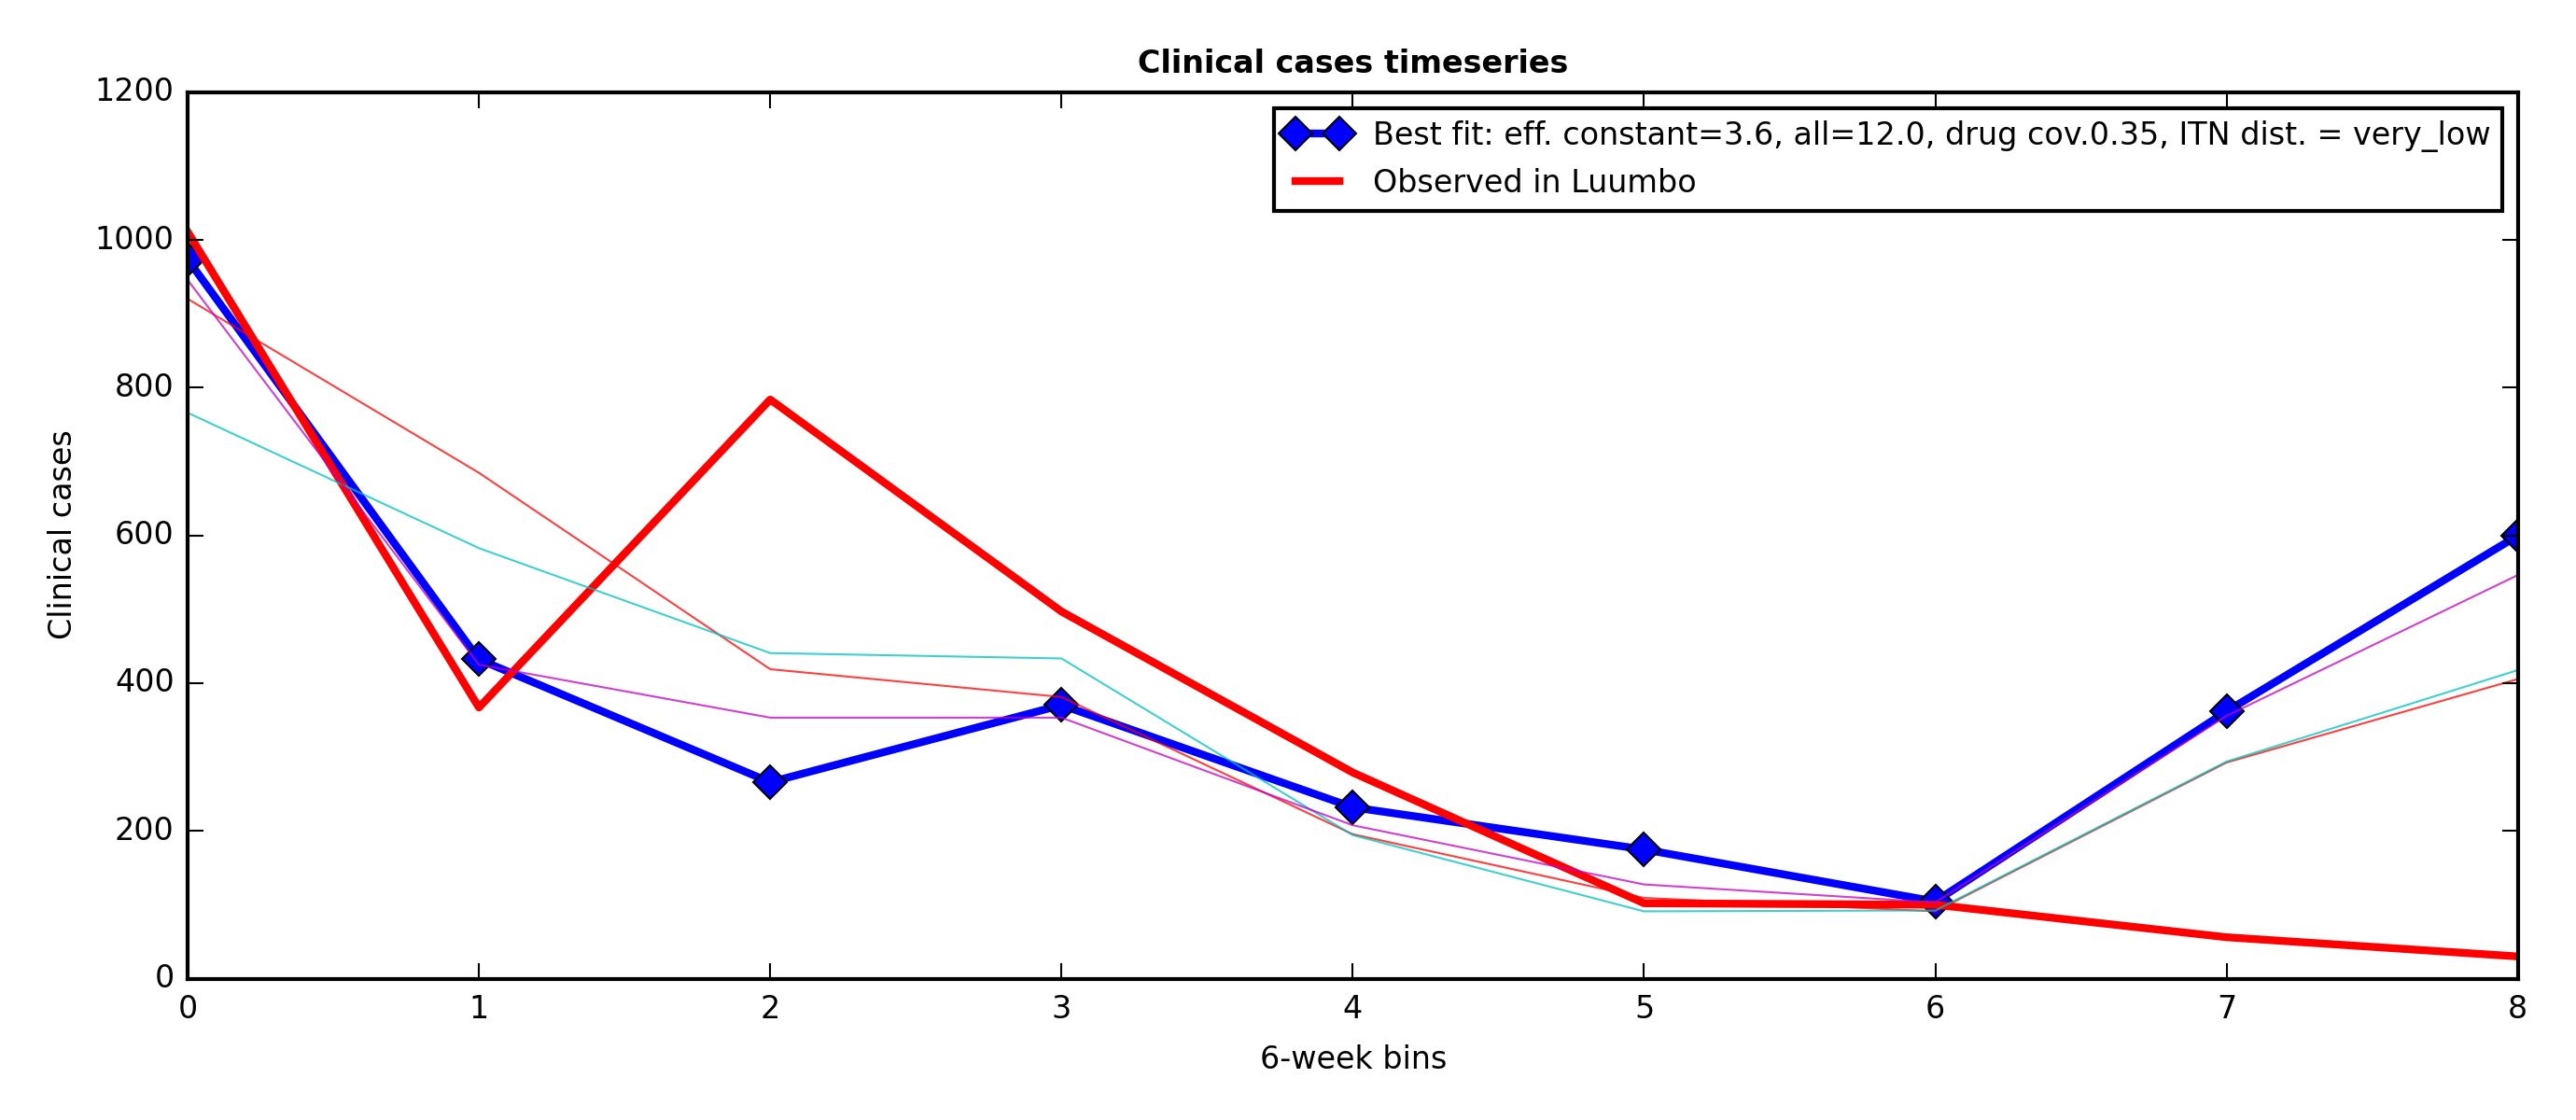 Clinical cases timeseries
1200
1000
800
600
400
200
0
Clinical cases
Best fit: eff. constant=3.6, all=12.0, drug cov.0.35, ITN dist. = very_low
Observed in Luumbo
0 1 2 3 4 5 6 7 8
6-week bins